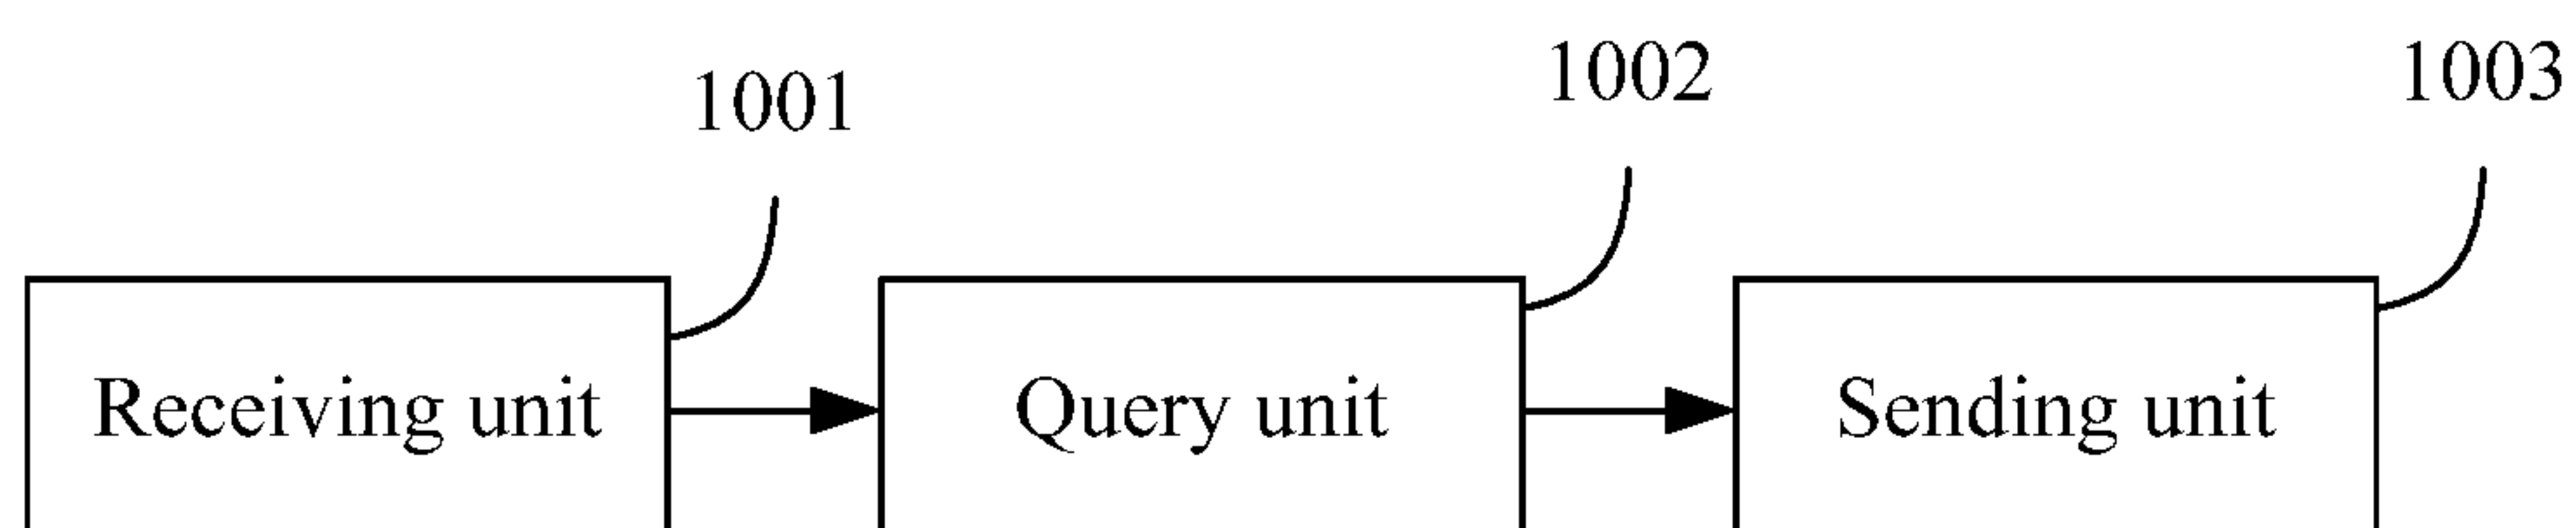 1001
1002
1003
Receiving unit
Query unit
Sending unit